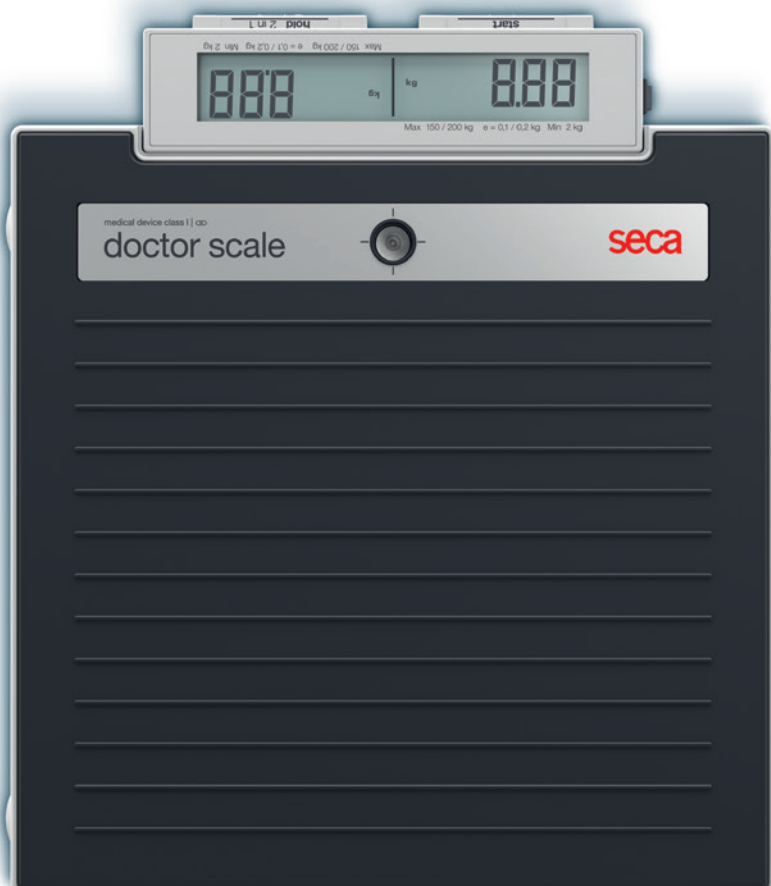 2 in 1 hold
start
Max 150 / 200 kg e = 0,1 / 0,2 kg Min 2 kg
8.88 kg
kg 8.88
Max 150 / 200 kg e = 0,1 / 0,2 kg Min 2 kg
medical device class I |
doctor scale
seca